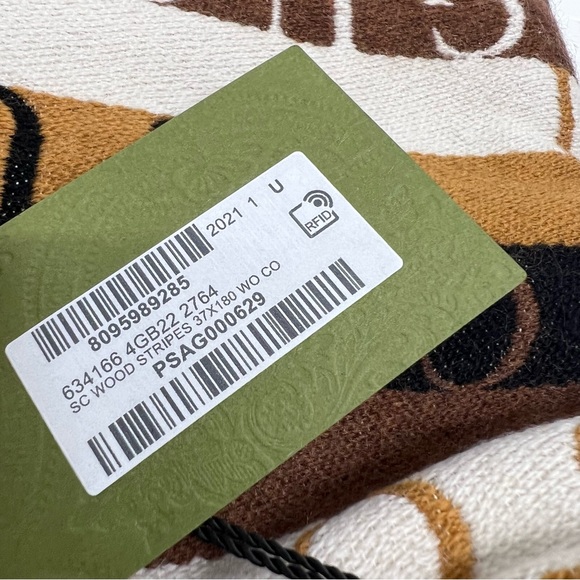 2021 1 U
8095989285
RFID
634166 4GB22 2764
SC WOOD STRIPES 37X180 WO CO
PSAG000629